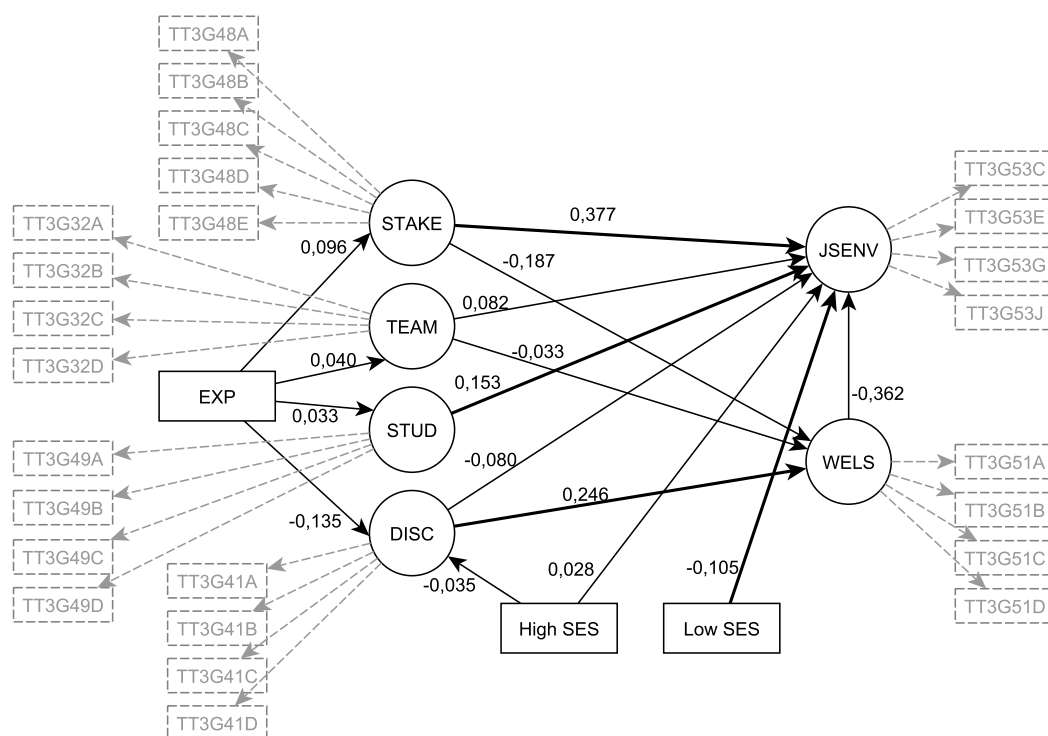 TT3G48A
TT3G48B
TT3G48C
TT3G48D
TT3G48E
TT3G32A
TT3G32B
TT3G32C
TT3G32D
TT3G49A
TT3G49B
TT3G49C
TT3G49D
TT3G41A
TT3G41B
TT3G41C
TT3G41D
EXP
0,096
0,040
0,033
-0,135
STAKE
TEAM
STUD
DISC
0,377
-0,187
0,082
-0,033
0,153
-0,080
0,246
-0,035
0,028
-0,105
-0,362
High SES
Low SES
JSENV
WELS
TT3G53C
TT3G53E
TT3G53G
TT3G53J
TT3G51A
TT3G51B
TT3G51C
TT3G51D